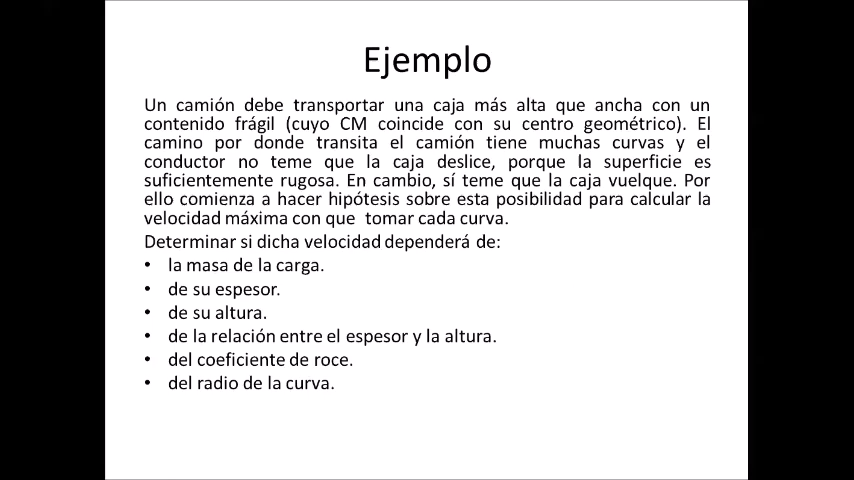 Ejemplo
Un camión debe transportar una caja más alta que ancha con un
contenido frágil (cuyo CM coincide con su centro geométrico). El
camino por donde transita el camión tiene muchas curvas y el
conductor no teme que la caja deslice, porque la superficie es
suficientemente rugosa. En cambio, sí teme que la caja vuelque. Por
ello comienza a hacer hipótesis sobre esta posibilidad para calcular la
velocidad máxima con que tomar cada curva.
Determinar si dicha velocidad dependerá de:
• la masa de la carga.
• de su espesor.
• de su altura.
• de la relación entre el espesor y la altura.
• del coeficiente de roce.
• del radio de la curva.